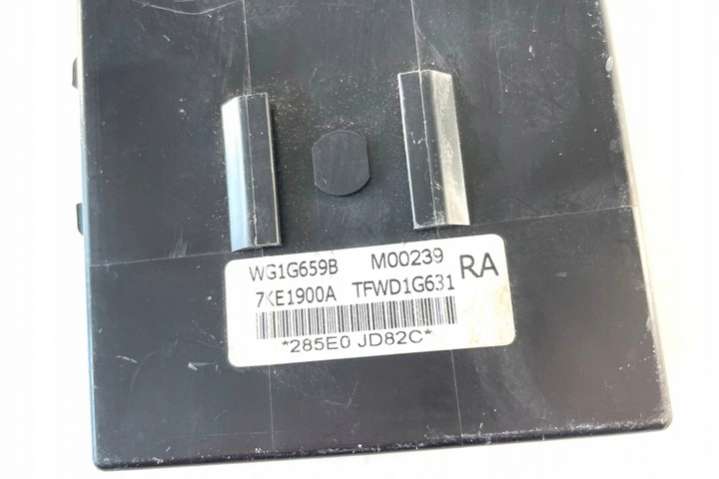 WG1G659B M00239 RA
7KE1900A TFWD1G631
*285E0 JD82C*